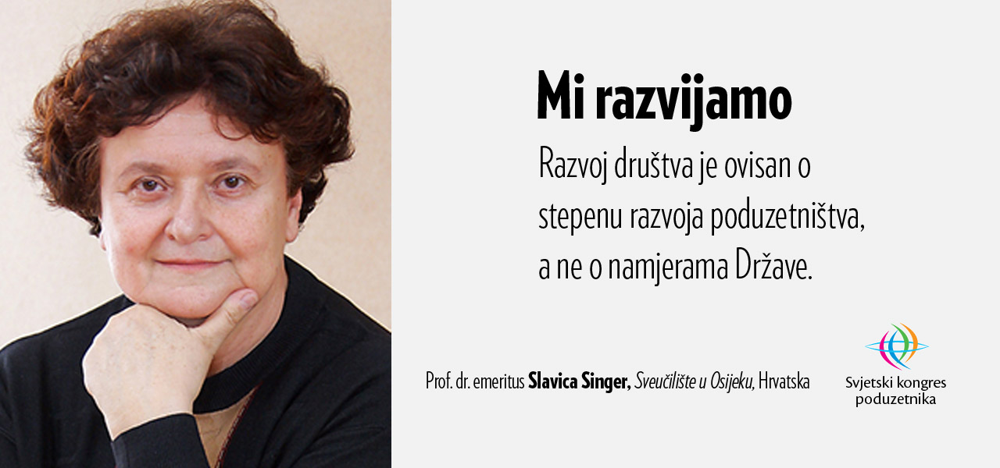 Mi razvijamo
Razvoj društva je ovisan o
stepenu razvoja poduzetništva,
a ne o namjerama Države.
Prof. dr. emeritus Slavica Singer, Sveučilište u Osijeku, Hrvatska
Svjetski kongres
poduzetnika